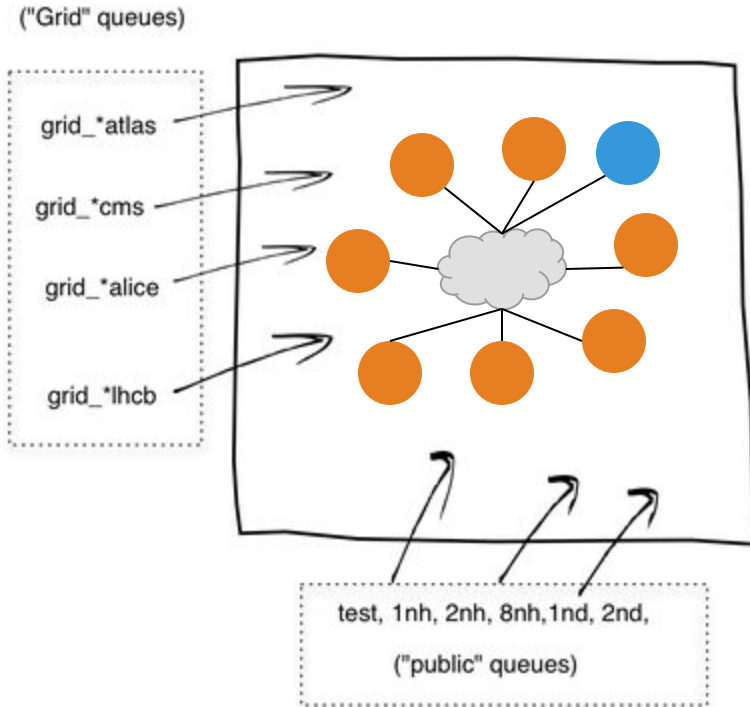 ("Grid" queues)
grid_*atlas
grid_*cms
grid_*alice
grid_*lhcb
test, 1nh, 2nh, 8nh,1nd, 2nd,
("public" queues)